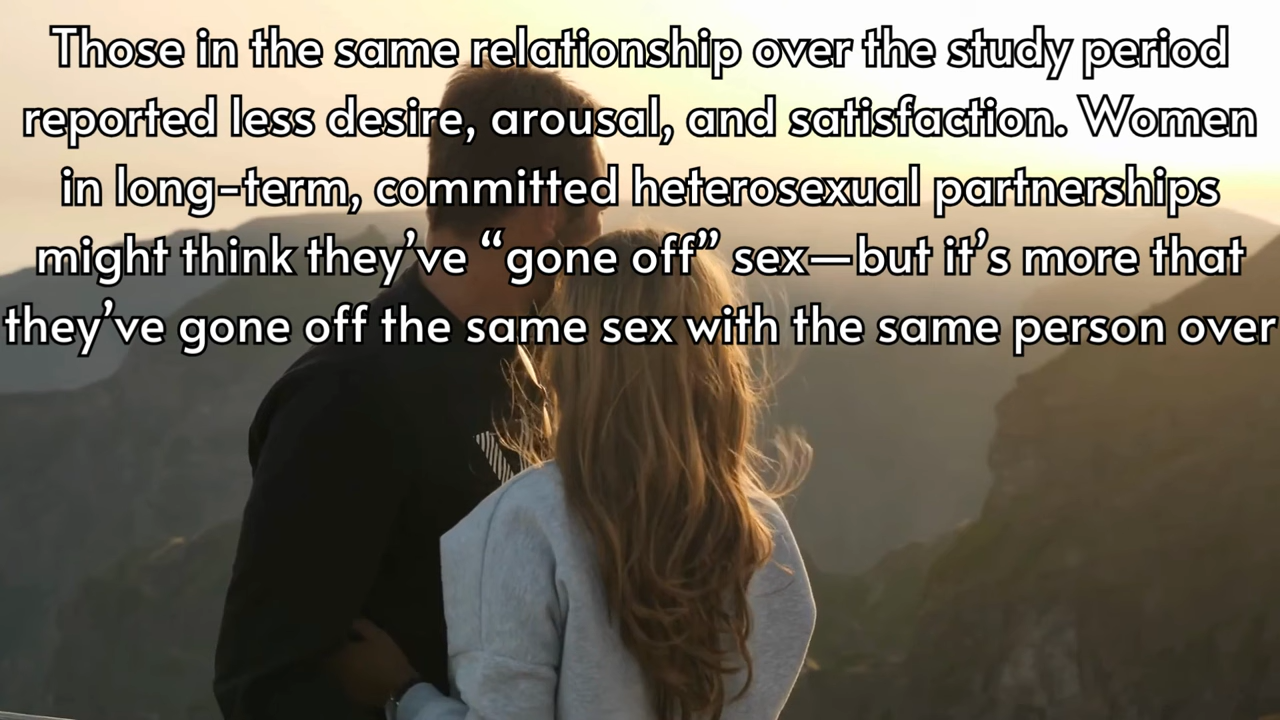 Those in the same relationship over the study period
reported less desire, arousal, and satisfaction. Women
in long-term, committed heterosexual partnerships
might think they’ve “gone off” sex—but it’s more that
they’ve gone off the same sex with the same person over